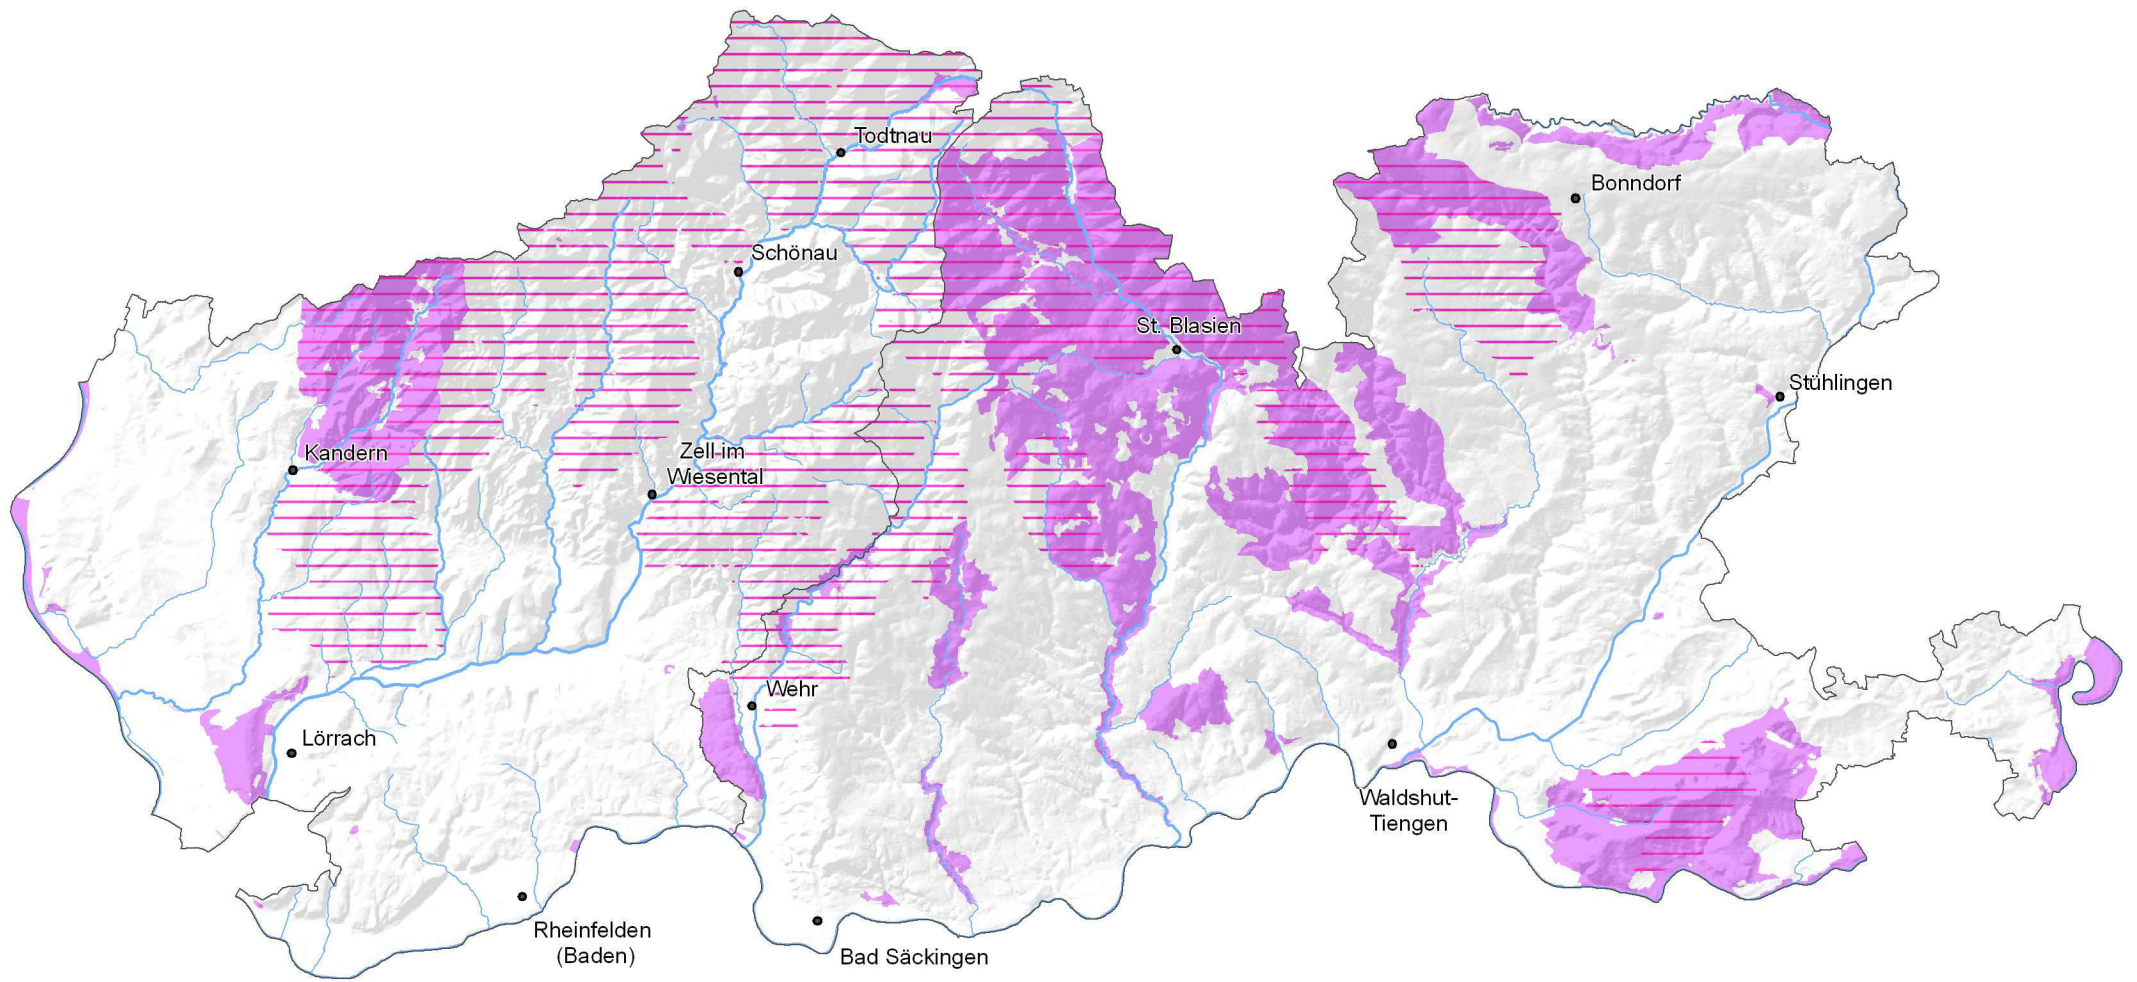 Todtnau
Bonndorf
Schönau
St. Blasien
Stühlingen
Kandern
Zell im
Wiesental
Wehr
Lörrach
Waldshut-
Tiengen
Rheinfelden
(Baden)
Bad Säckingen